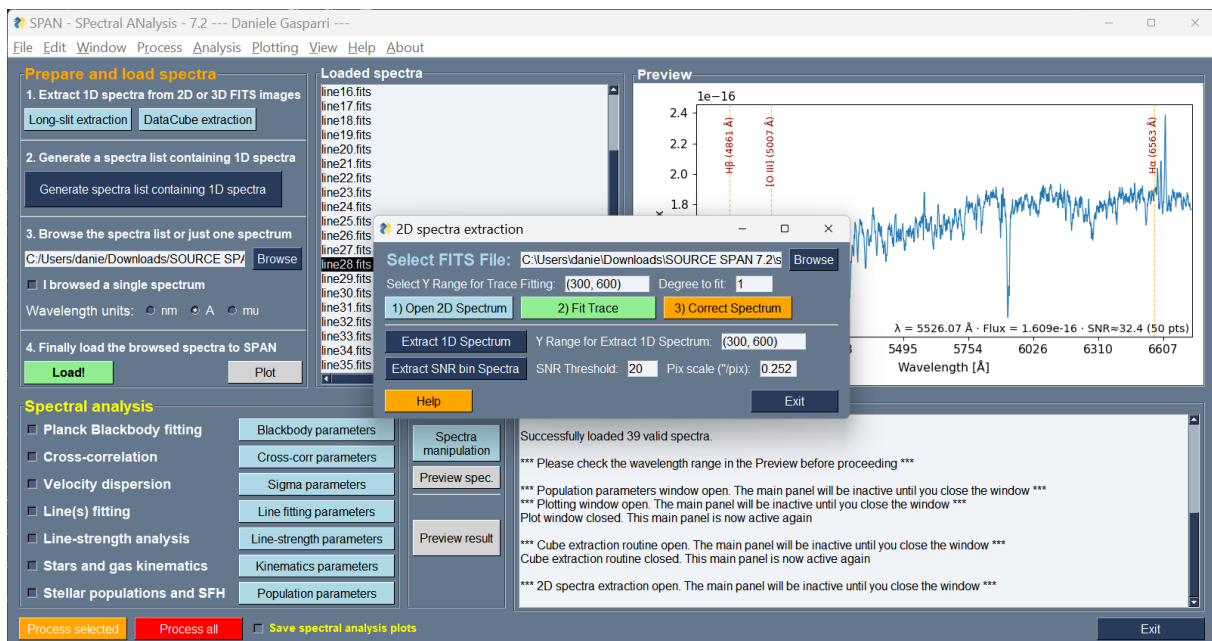 SPAN - SPectral ANalysis - 7.2 --- Daniele Gasparri ---
File Edit Window Process Analysis Plotting View Help About
Prepare and load spectra
1. Extract 1D spectra from 2D or 3D FITS images
Long-slit extraction DataCube extraction
2. Generate a spectra list containing 1D spectra
Generate spectra list containing 1D spectra
3. Browse the spectra list or just one spectrum
C:/Users/danie/Downloads/SOURCE SPA Browse
I browsed a single spectrum
Wavelength units: nm A mu
4. Finally load the browsed spectra to SPAN
Load! Plot
Loaded spectra
line16.fits
line17.fits
line18.fits
line19.fits
line20.fits
line21.fits
line22.fits
line23.fits
line24.fits
line25.fits
line26.fits
line27.fits
line28.fits
line29.fits
line30.fits
line31.fits
line32.fits
line33.fits
line34.fits
line35.fits
Preview
1e−16
2.4
2.2
2.0
1.8
Hβ (4861 Å)
[O III] (5007 Å)
Hα (6563 Å)
λ = 5526.07 Å · Flux = 1.609e-16 · SNR≈32.4 (50 pts)
5495 5754 6026 6310 6607
Wavelength [Å]
2D spectra extraction
Select FITS File: C:\Users\danie\Downloads\SOURCE SPAN 7.2\s Browse
Select Y Range for Trace Fitting: (300, 600) Degree to fit: 1
1) Open 2D Spectrum 2) Fit Trace 3) Correct Spectrum
Extract 1D Spectrum Y Range for Extract 1D Spectrum: (300, 600)
Extract SNR bin Spectra SNR Threshold: 20 Pix scale ("/pix): 0.252
Help Exit
Spectral analysis
Planck Blackbody fitting Blackbody parameters
Cross-correlation Cross-corr parameters
Velocity dispersion Sigma parameters
Line(s) fitting Line fitting parameters
Line-strength analysis Line-strength parameters
Stars and gas kinematics Kinematics parameters
Stellar populations and SFH Population parameters
Spectra
manipulation
Preview spec.
Preview result
Successfully loaded 39 valid spectra.
*** Please check the wavelength range in the Preview before proceeding ***
*** Population parameters window open. The main panel will be inactive until you close the window ***
*** Plotting window open. The main panel will be inactive until you close the window ***
Plot window closed. This main panel is now active again
*** Cube extraction routine open. The main panel will be inactive until you close the window ***
Cube extraction routine closed. This main panel is now active again
*** 2D spectra extraction open. The main panel will be inactive until you close the window ***
Process selected Process all Save spectral analysis plots Exit